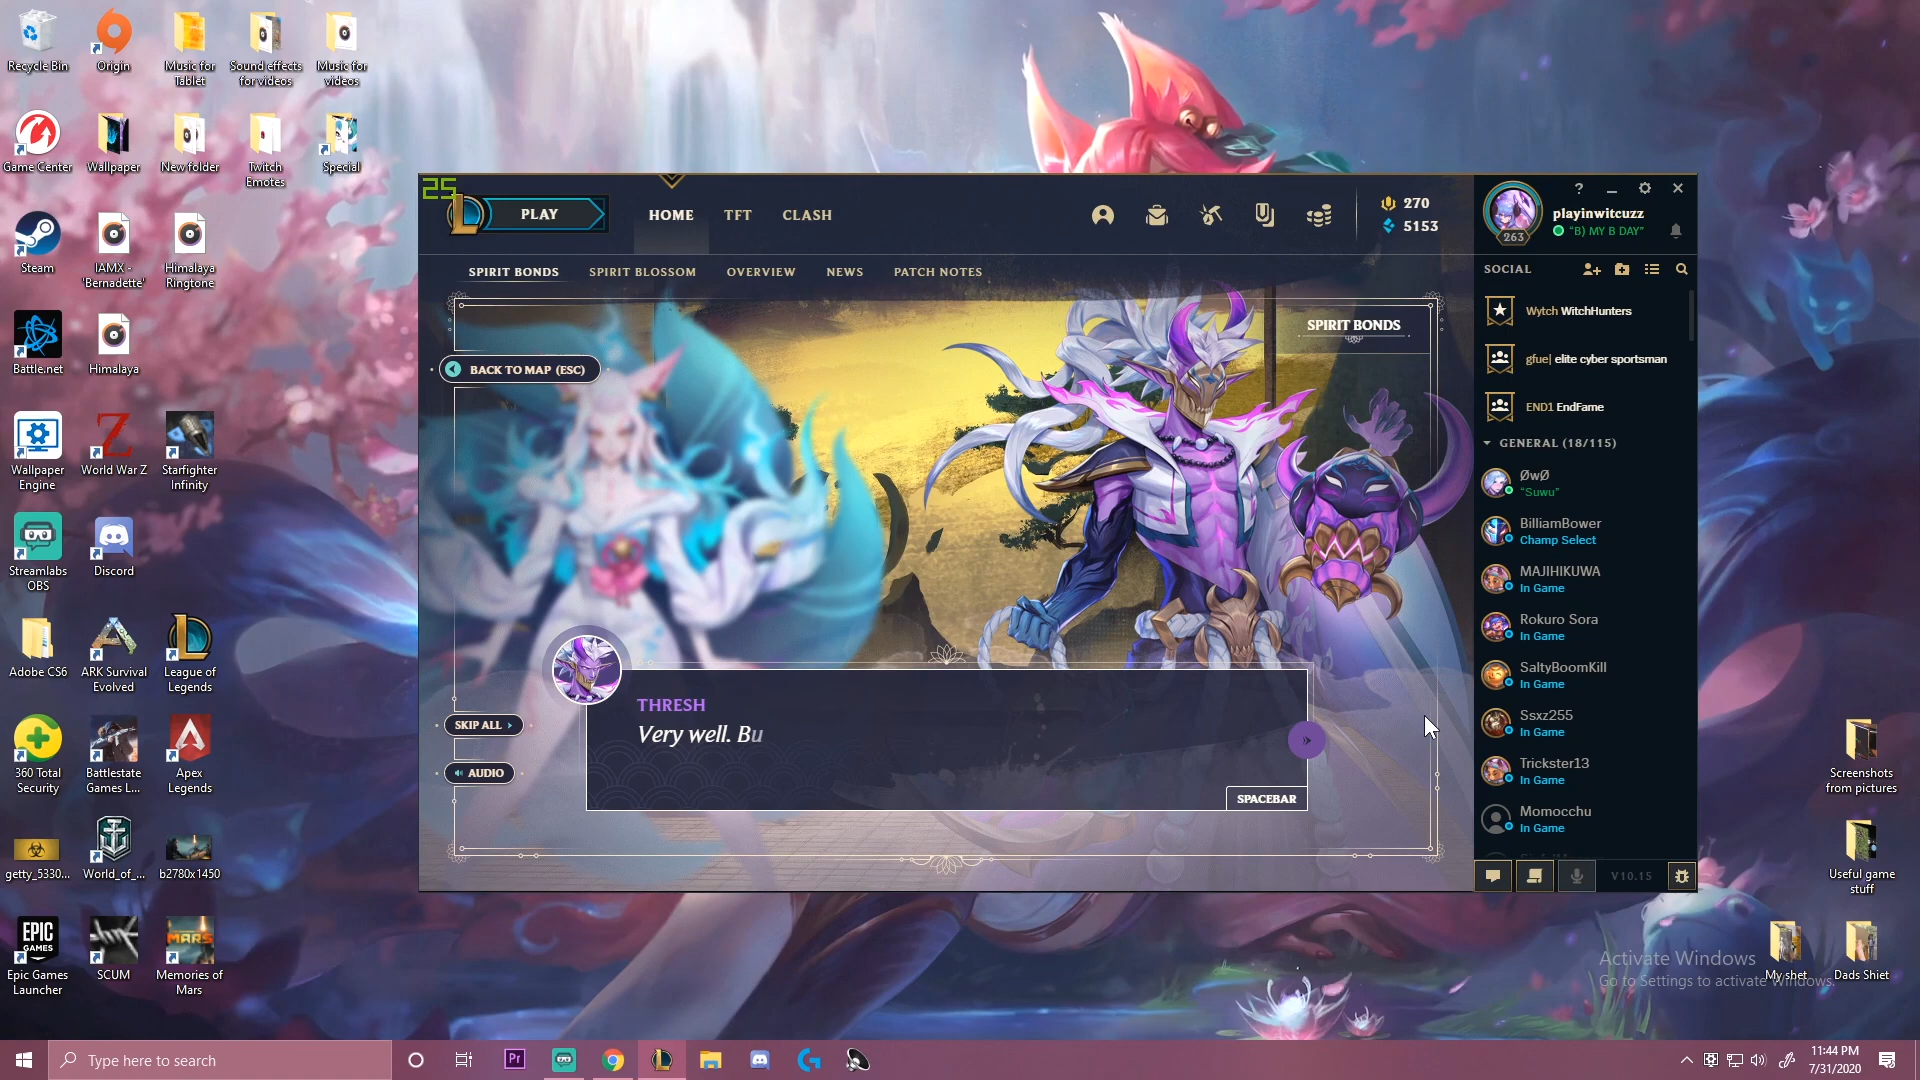 Recycle Bin
Origin
Music for
Tablet
Sound effects
for videos
Music for
videos
Game Center
Wallpaper
New folder
Twitch
Emotes
Special
Steam
IAMX -
'Bernadette'
Himalaya
Ringtone
Battle.net
Himalaya
Wallpaper
Engine
World War Z
Starfighter
Infinity
Streamlabs
OBS
Discord
Adobe CS6
ARK Survival
Evolved
League of
Legends
360 Total
Security
Battlestate
Games L...
Apex
Legends
getty_5330...
World_of_...
b2780x1450
EPIC
GAMES
Epic Games
Launcher
SCUM
MARS
Memories of
Mars
25
PLAY
HOME
TFT
CLASH
270
5153
SPIRIT BONDS
SPIRIT BLOSSOM
OVERVIEW
NEWS
PATCH NOTES
SPIRIT BONDS
BACK TO MAP (ESC)
SKIP ALL
AUDIO
THRESH
Very well. Bu
SPACEBAR
?
263
playinwitcuzz
"B) MY B DAY"
SOCIAL
Wytch WitchHunters
gfue| elite cyber sportsman
END1 EndFame
GENERAL (18/115)
ØwØ
"Suwu"
BilliamBower
Champ Select
MAJIHIKUWA
In Game
Rokuro Sora
In Game
SaltyBoomKill
In Game
Ssxz255
In Game
Trickster13
In Game
Momocchu
In Game
V10.15
Screenshots
from pictures
Useful game
stuff
My shet
Dads Shiet
Activate Windows
Go to Settings to activate Windows.
Type here to search
Pr
11:44 PM
7/31/2020